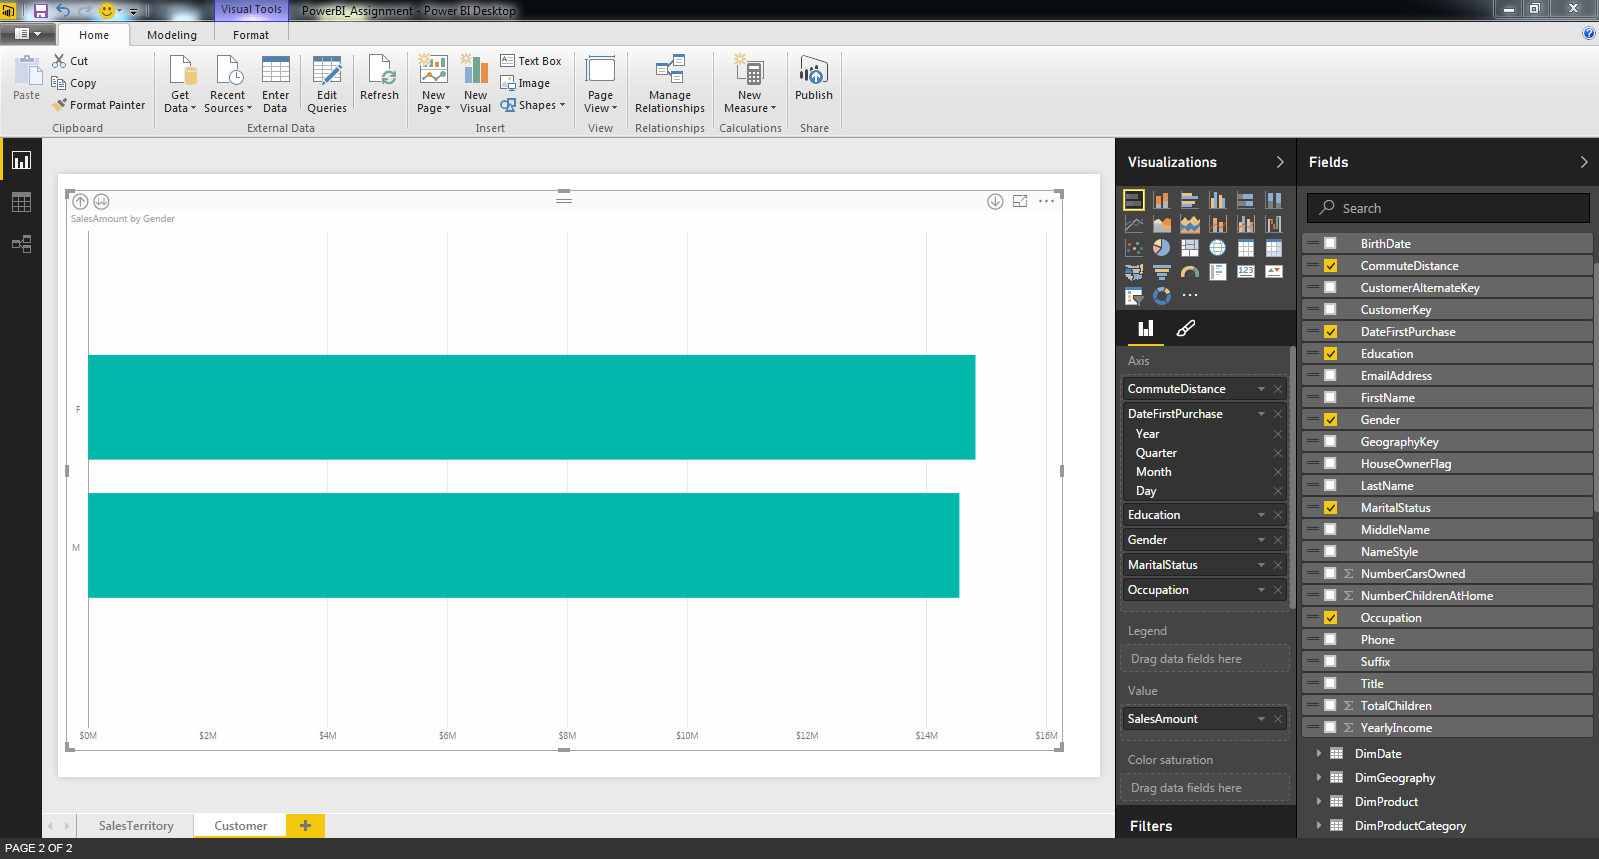 Visual Tools
PowerBI_Assignment - Power BI Desktop
Home Modeling Format
Paste
Cut
Copy
Format Painter
Clipboard
Get Data
Recent Sources
Enter Data
Edit Queries
Refresh
External Data
New Page
New Visual
Text Box
Image
Shapes
Insert
Page View
View
Manage Relationships
Relationships
New Measure
Calculations
Publish
Share
SalesAmount by Gender
F
M
$0M $2M $4M $6M $8M $10M $12M $14M $16M
SalesTerritory
Customer
PAGE 2 OF 2
Visualizations
123
Axis
CommuteDistance
DateFirstPurchase
Year
Quarter
Month
Day
Education
Gender
MaritalStatus
Occupation
Legend
Drag data fields here
Value
SalesAmount
Color saturation
Drag data fields here
Filters
Fields
Search
BirthDate
CommuteDistance
CustomerAlternateKey
CustomerKey
DateFirstPurchase
Education
EmailAddress
FirstName
Gender
GeographyKey
HouseOwnerFlag
LastName
MaritalStatus
MiddleName
NameStyle
NumberCarsOwned
NumberChildrenAtHome
Occupation
Phone
Suffix
Title
TotalChildren
YearlyIncome
DimDate
DimGeography
DimProduct
DimProductCategory